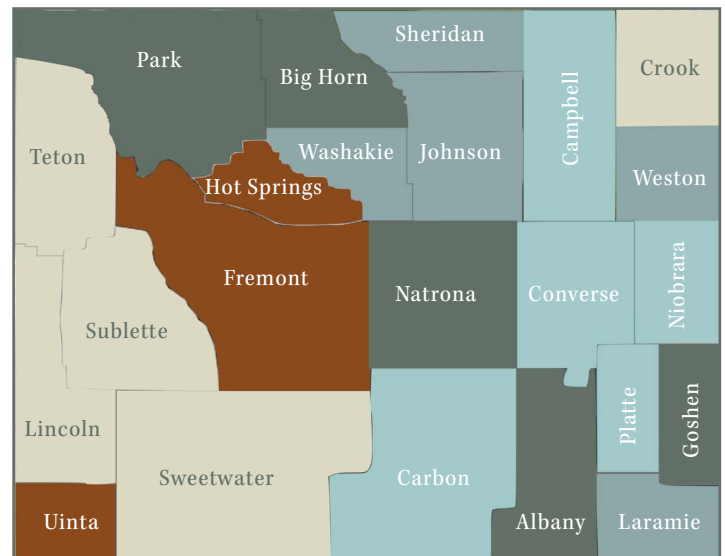 Sheridan
Park
Big Horn
Crook
Campbell
Teton
Washakie
Johnson
Weston
Hot Springs
Fremont
Natrona
Converse
Niobrara
Sublette
Lincoln
Platte
Goshen
Sweetwater
Carbon
Uinta
Albany
Laramie